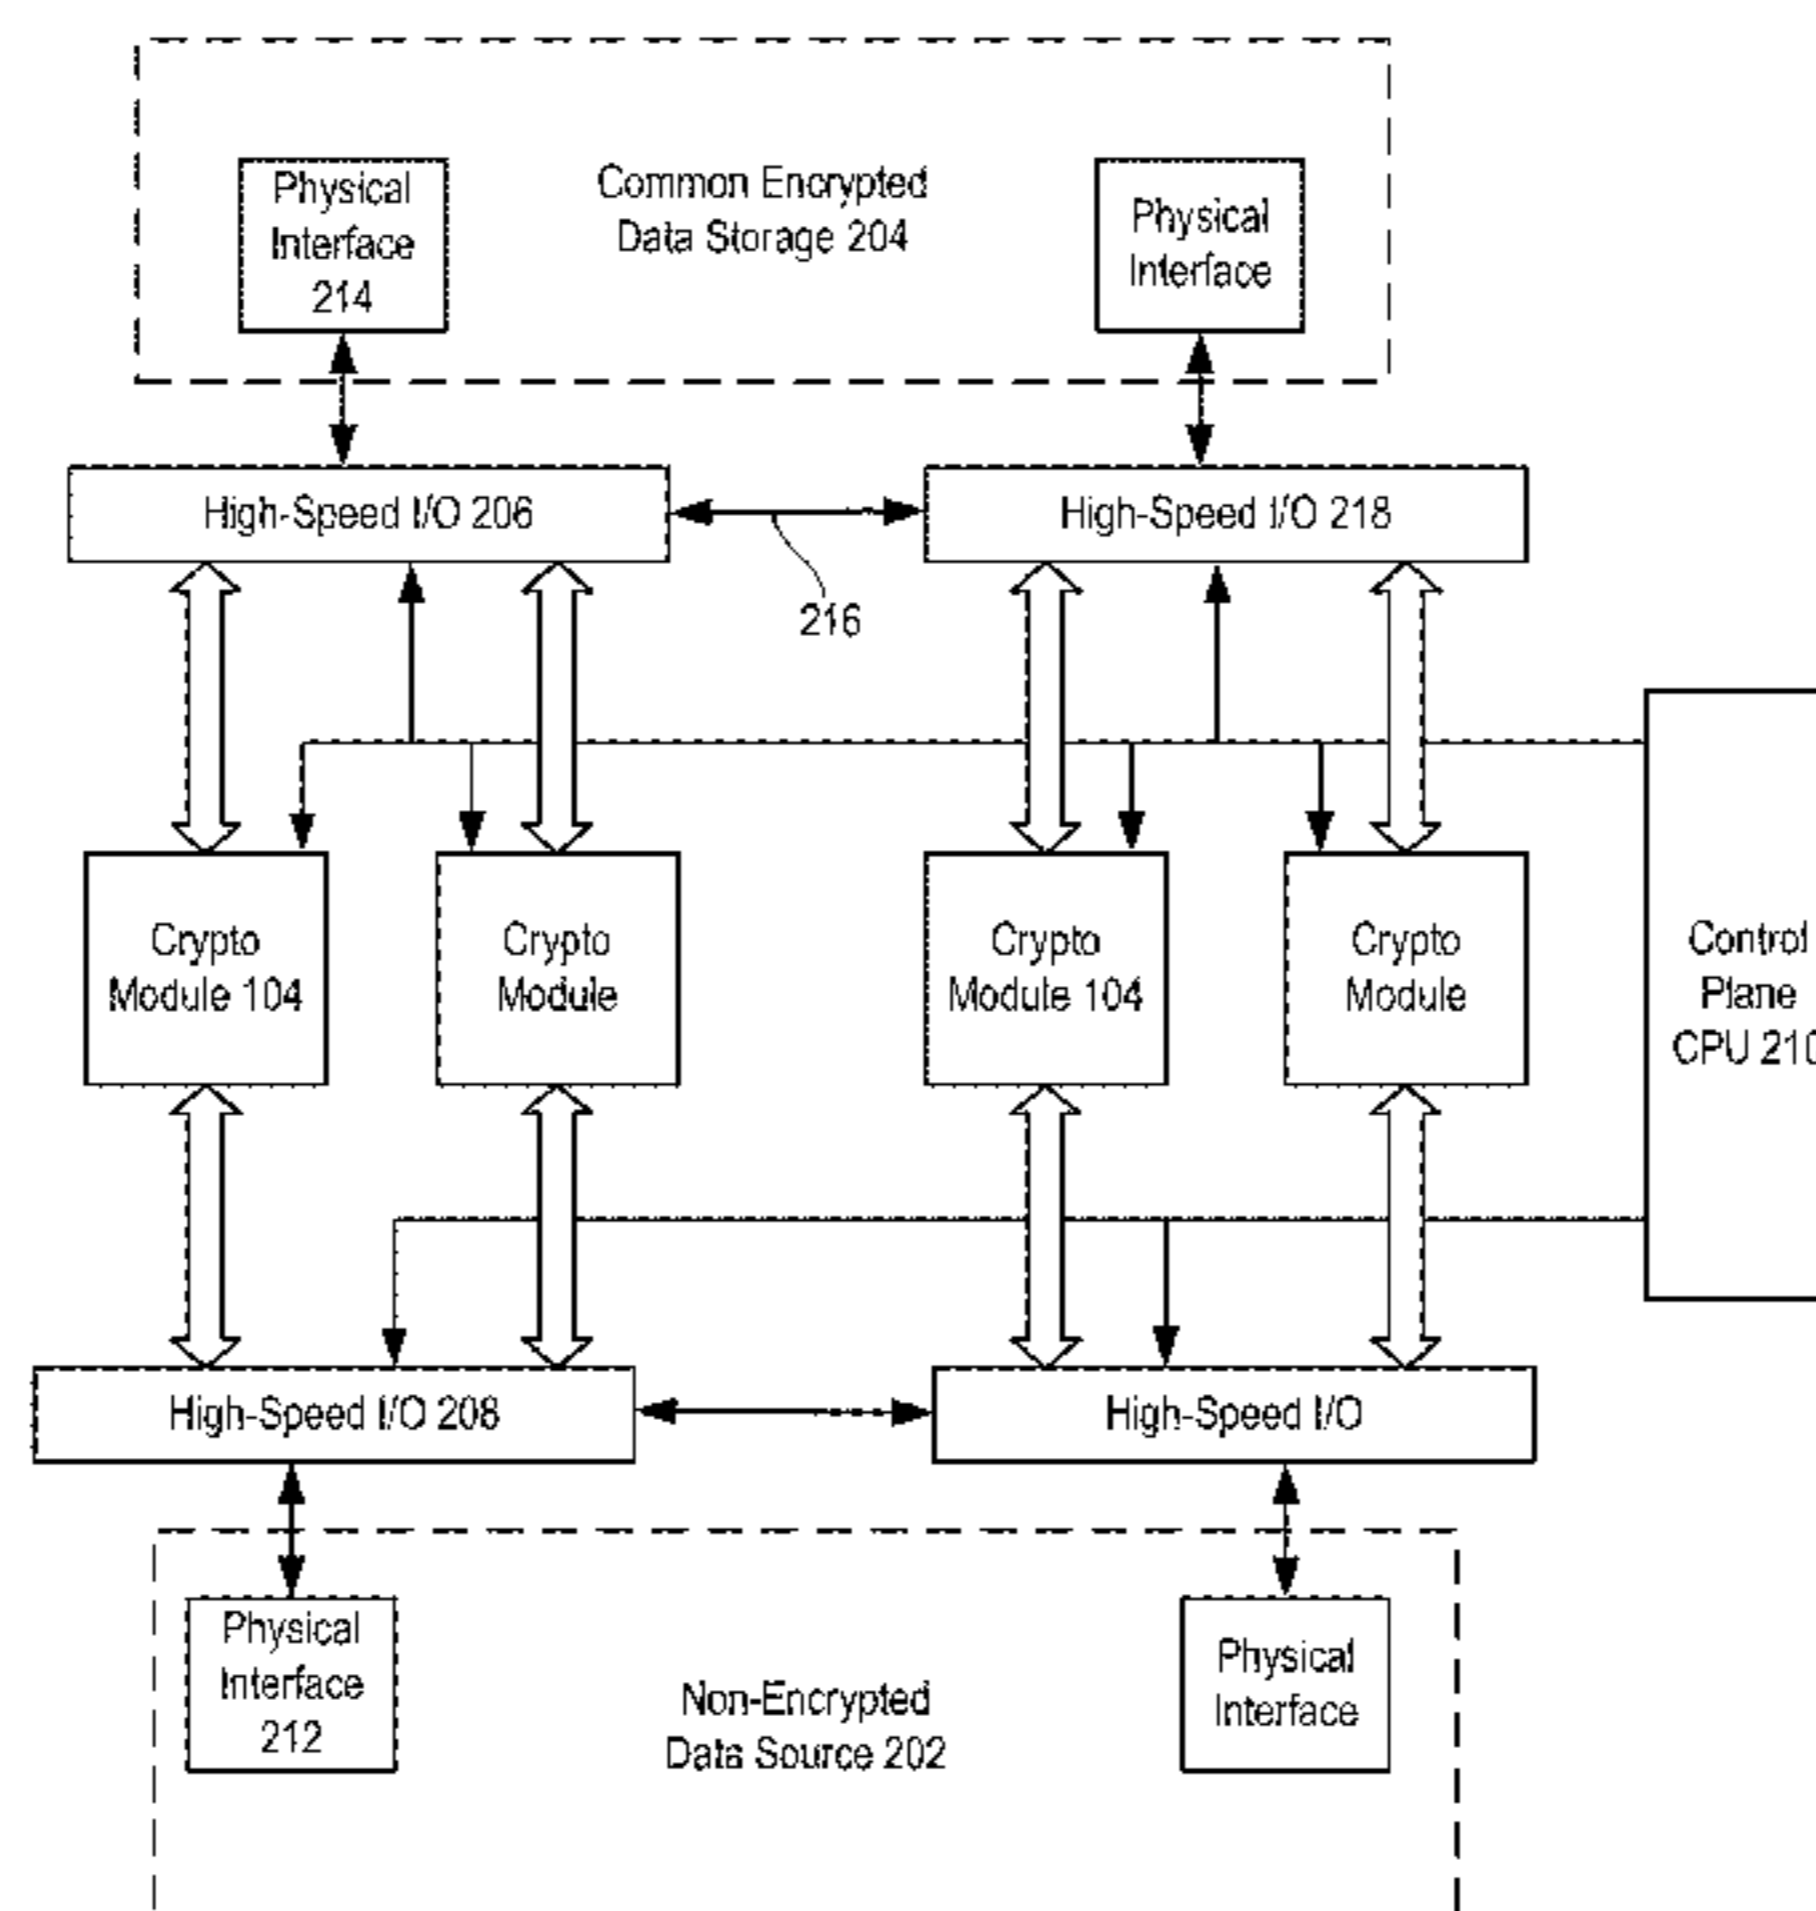 Physical
Interface
214
Common Encrypted
Data Storage 204
Physical
Interface
High-Speed I/O 206
High-Speed I/O 218
216
Crypto
Module 104
Crypto
Module
Crypto
Module 104
Crypto
Module
Control
Plane
CPU 210
High-Speed I/O 208
High-Speed I/O
Physical
Interface
212
Non-Encrypted
Data Source 202
Physical
Interface